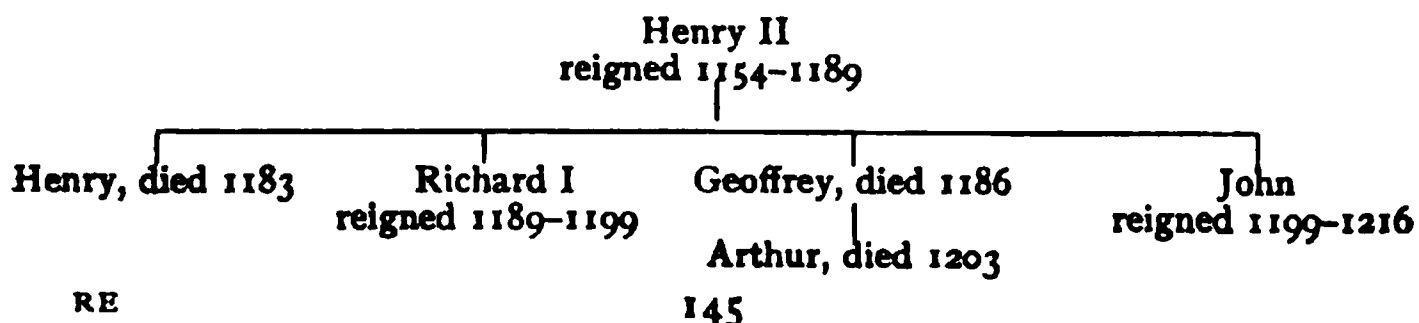 Henry II
reigned 1154–1189
Henry, died 1183 Richard I Geoffrey, died 1186 John
reigned 1189–1199 reigned 1199–1216
Arthur, died 1203
RE 145